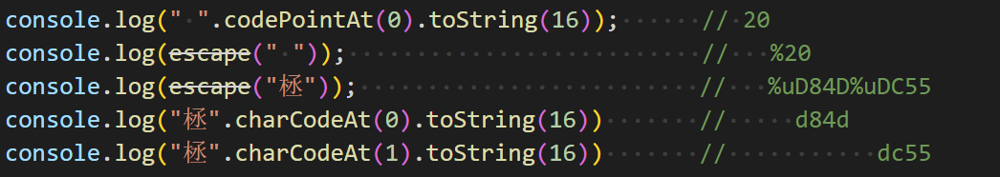 console.log(" ".codePointAt(0).toString(16));      // 20
console.log(escape(" "));                          //   %20
console.log(escape("𣑕"));                         //   %uD84D%uDC55
console.log("𣑕".charCodeAt(0).toString(16))       //     d84d
console.log("𣑕".charCodeAt(1).toString(16))       //           dc55